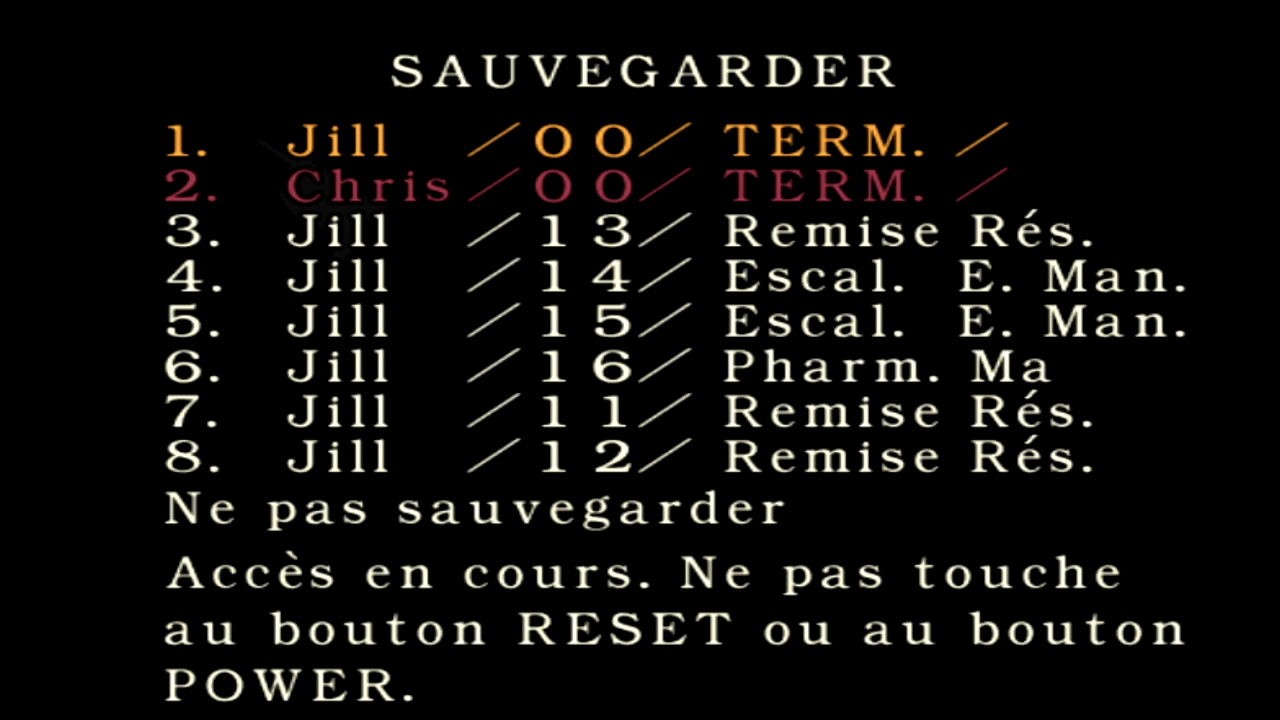 SAUVEGARDER
1. Jill ／00／ TERM. ／
2. Chris／00／ TERM. ／
3. Jill ／13／ Remise Rés.
4. Jill ／14／ Escal. E. Man.
5. Jill ／15／ Escal. E. Man.
6. Jill ／16／ Pharm. Ma
7. Jill ／11／ Remise Rés.
8. Jill ／12／ Remise Rés.
Ne pas sauvegarder
Accès en cours. Ne pas touche
au bouton RESET ou au bouton
POWER.